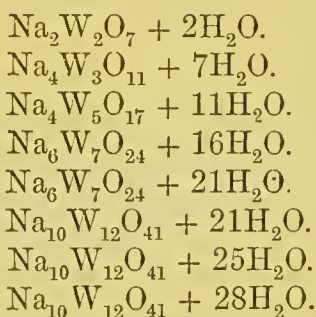 Na₂W₂O₇ + 2H₂O.
Na₄W₃O₁₁ + 7H₂O.
Na₄W₅O₁₇ + 11H₂O.
Na₆W₇O₂₄ + 16H₂O.
Na₆W₇O₂₄ + 21H₂O.
Na₁₀W₁₂O₄₁ + 21H₂O.
Na₁₀W₁₂O₄₁ + 25H₂O.
Na₁₀W₁₂O₄₁ + 28H₂O.